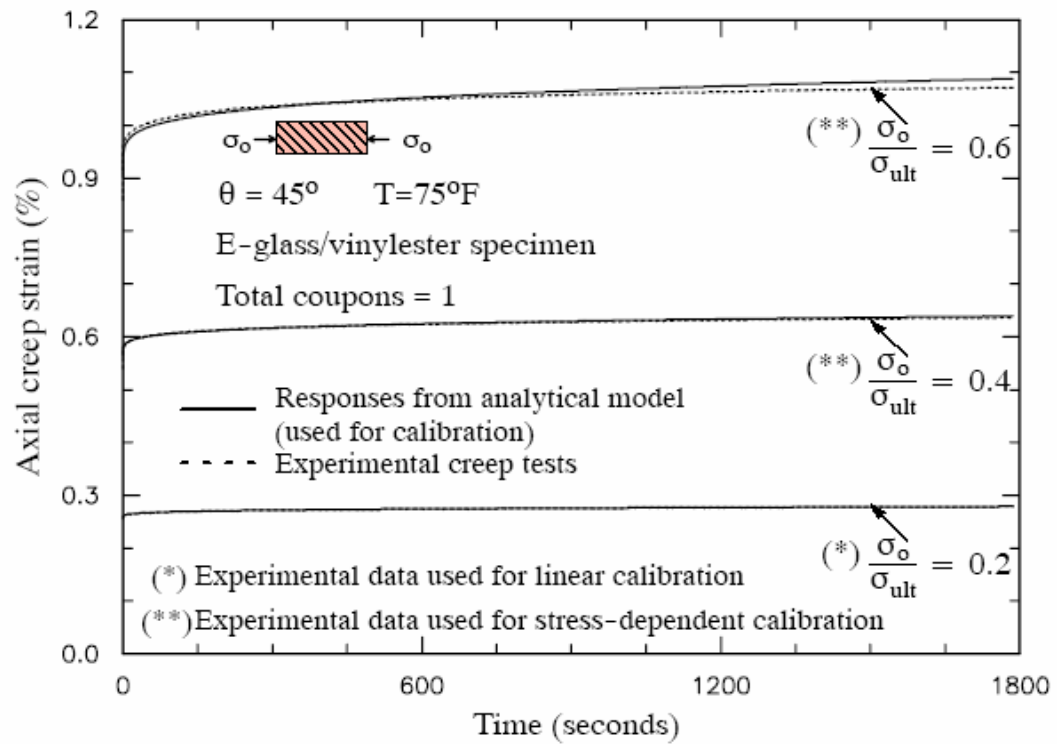 1.2
0.9
0.6
0.3
0.0
0
600
1200
1800
Axial creep strain (%)
Time (seconds)
σo σo
θ = 45o T=75oF
E-glass/vinylester specimen
Total coupons = 1
(**) σo/σult = 0.6
(**) σo/σult = 0.4
Responses from analytical model
(used for calibration)
Experimental creep tests
(*) σo/σult = 0.2
(*) Experimental data used for linear calibration
(**)Experimental data used for stress-dependent calibration